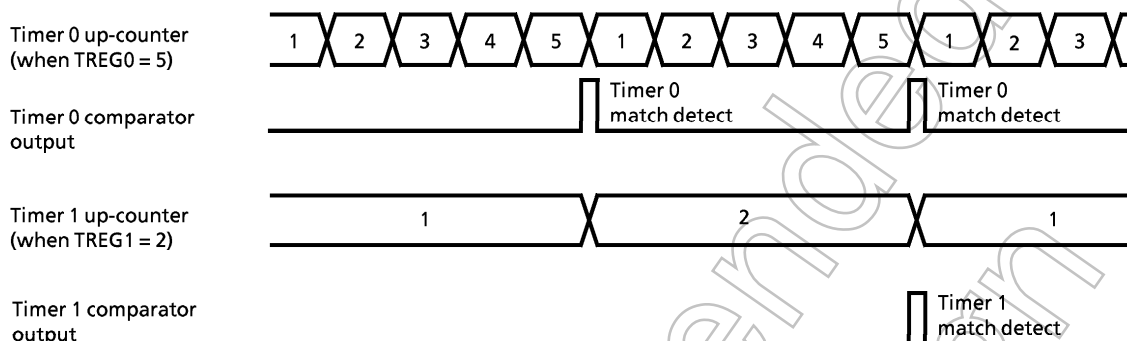 Timer 0 up-counter
(when TREG0 = 5)
1 2 3 4 5 1 2 3 4 5 1 2 3
Timer 0 comparator
output
Timer 0
match detect
Timer 0
match detect
Timer 1 up-counter
(when TREG1 = 2)
1 2 1
Timer 1 comparator
output
Timer 1
match detect